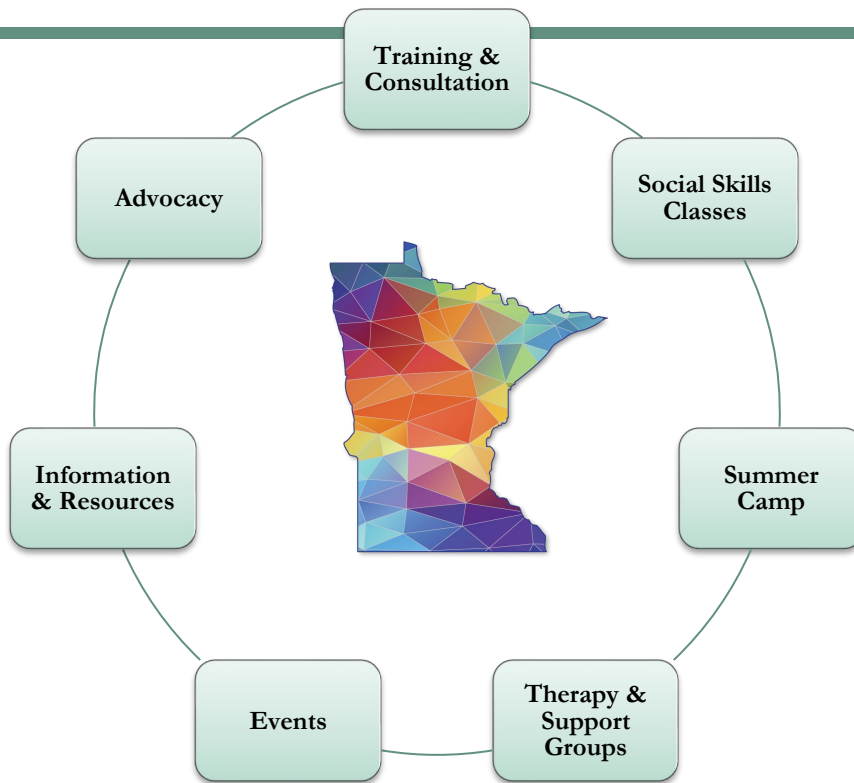 Training &
Consultation
Social Skills
Classes
Summer
Camp
Therapy &
Support
Groups
Events
Information
& Resources
Advocacy